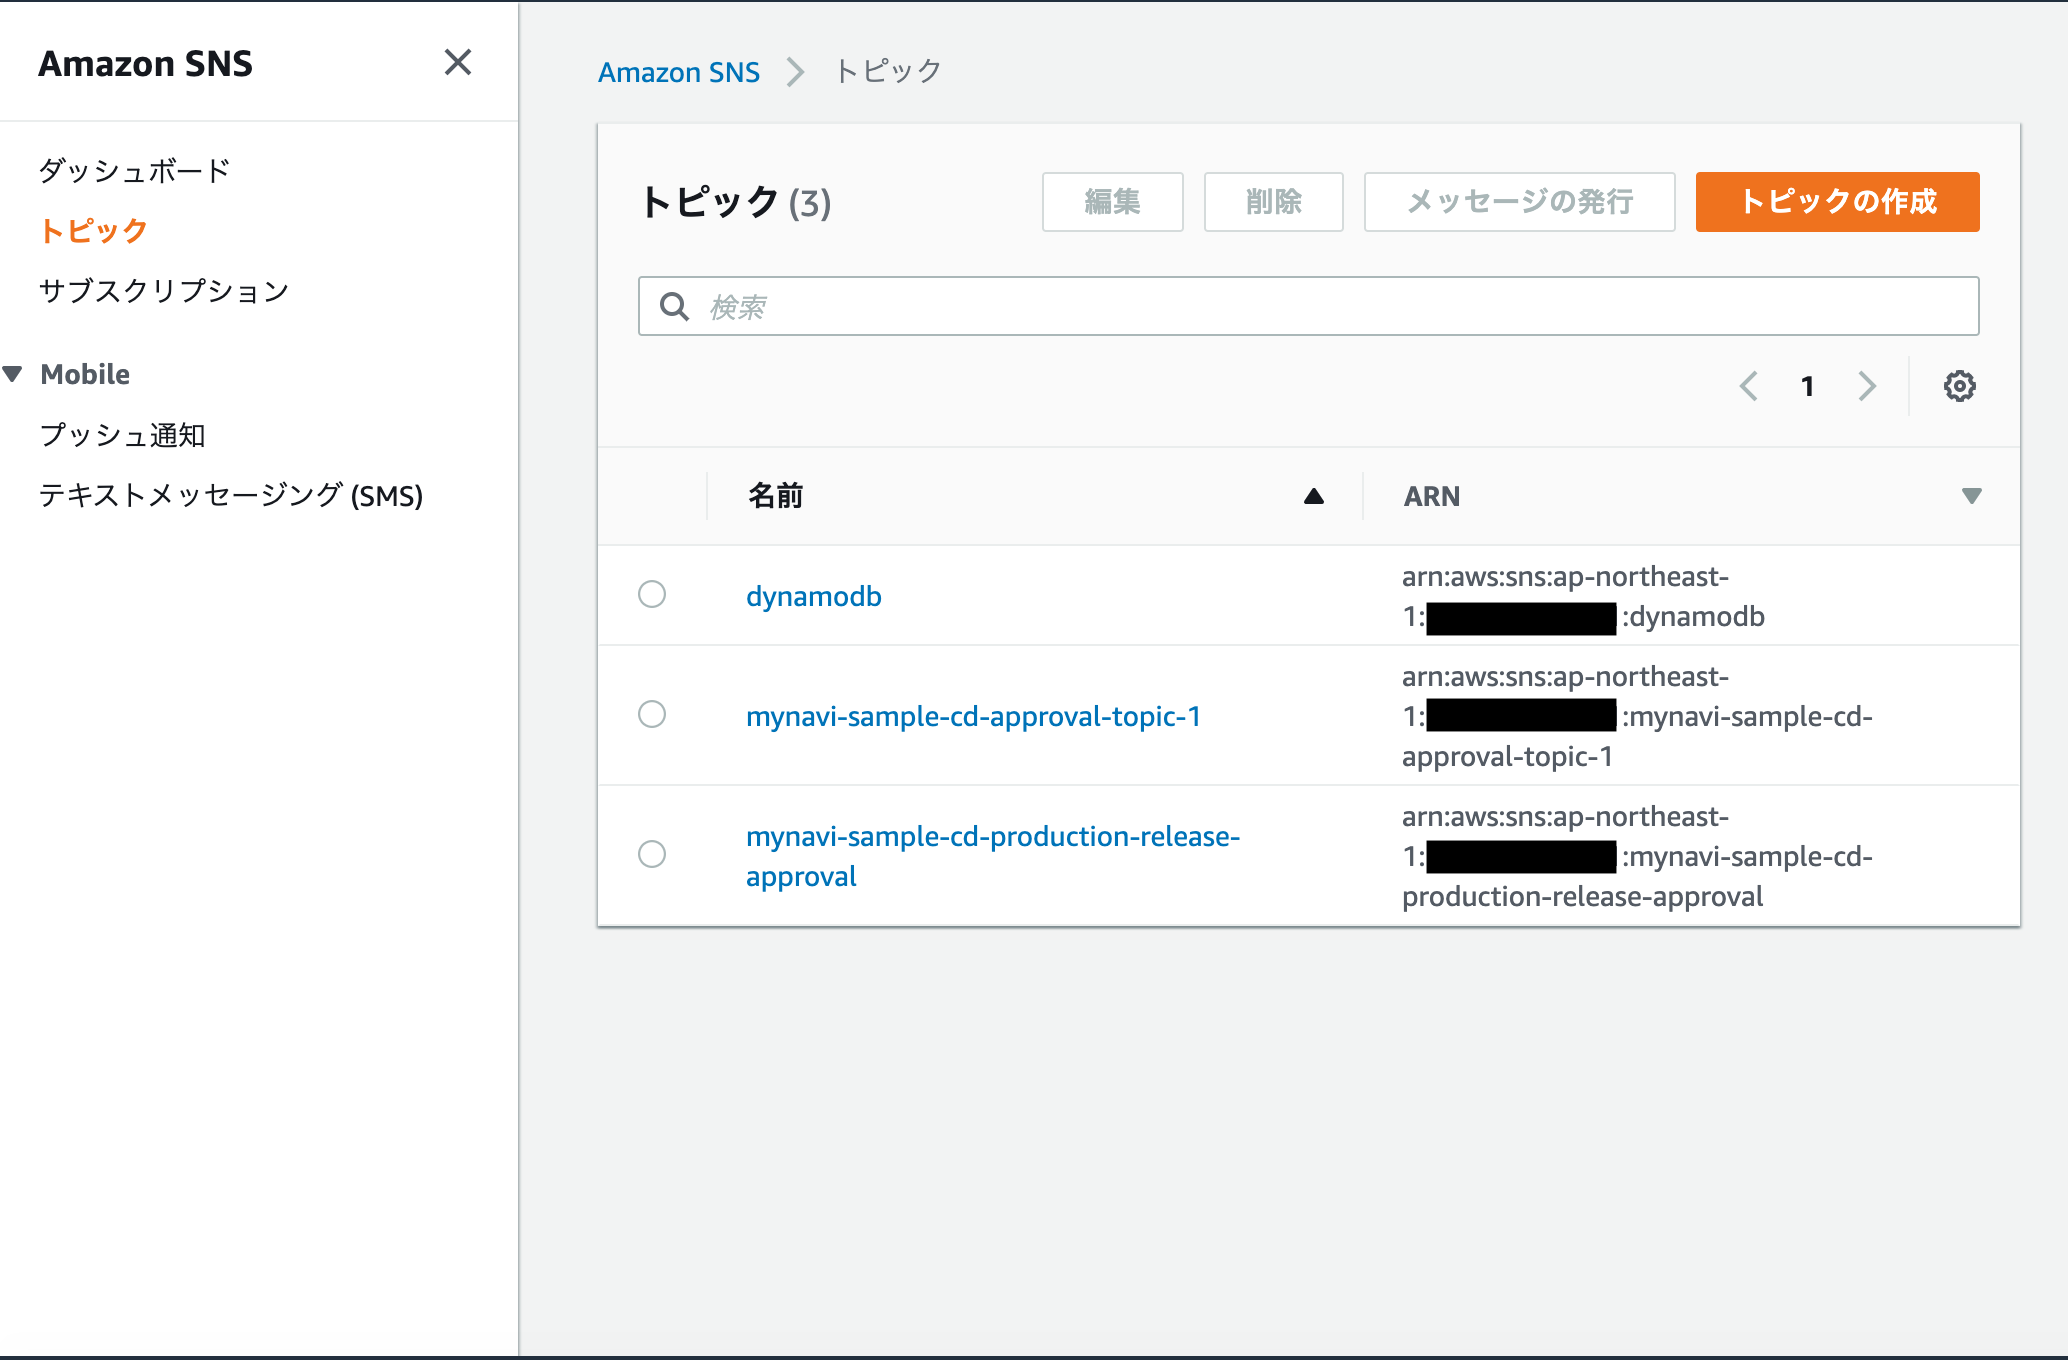 Amazon SNS
ダッシュボード
トピック
サブスクリプション
Mobile
プッシュ通知
テキストメッセージング (SMS)
Amazon SNS
トピック
トピック (3)
編集
削除
メッセージの発行
トピックの作成
検索
1
名前
ARN
dynamodb
arn:aws:sns:ap-northeast-
1: :dynamodb
mynavi-sample-cd-approval-topic-1
arn:aws:sns:ap-northeast-
1: :mynavi-sample-cd-
approval-topic-1
mynavi-sample-cd-production-release-
approval
arn:aws:sns:ap-northeast-
1: :mynavi-sample-cd-
production-release-approval